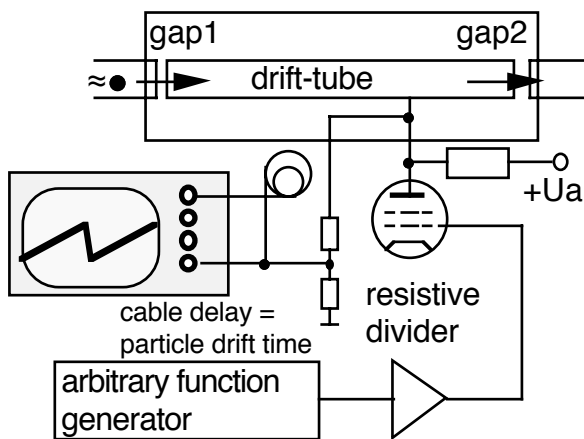 gap1
gap2
≈
drift-tube
+Ua
cable delay =
particle drift time
resistive
divider
arbitrary function
generator